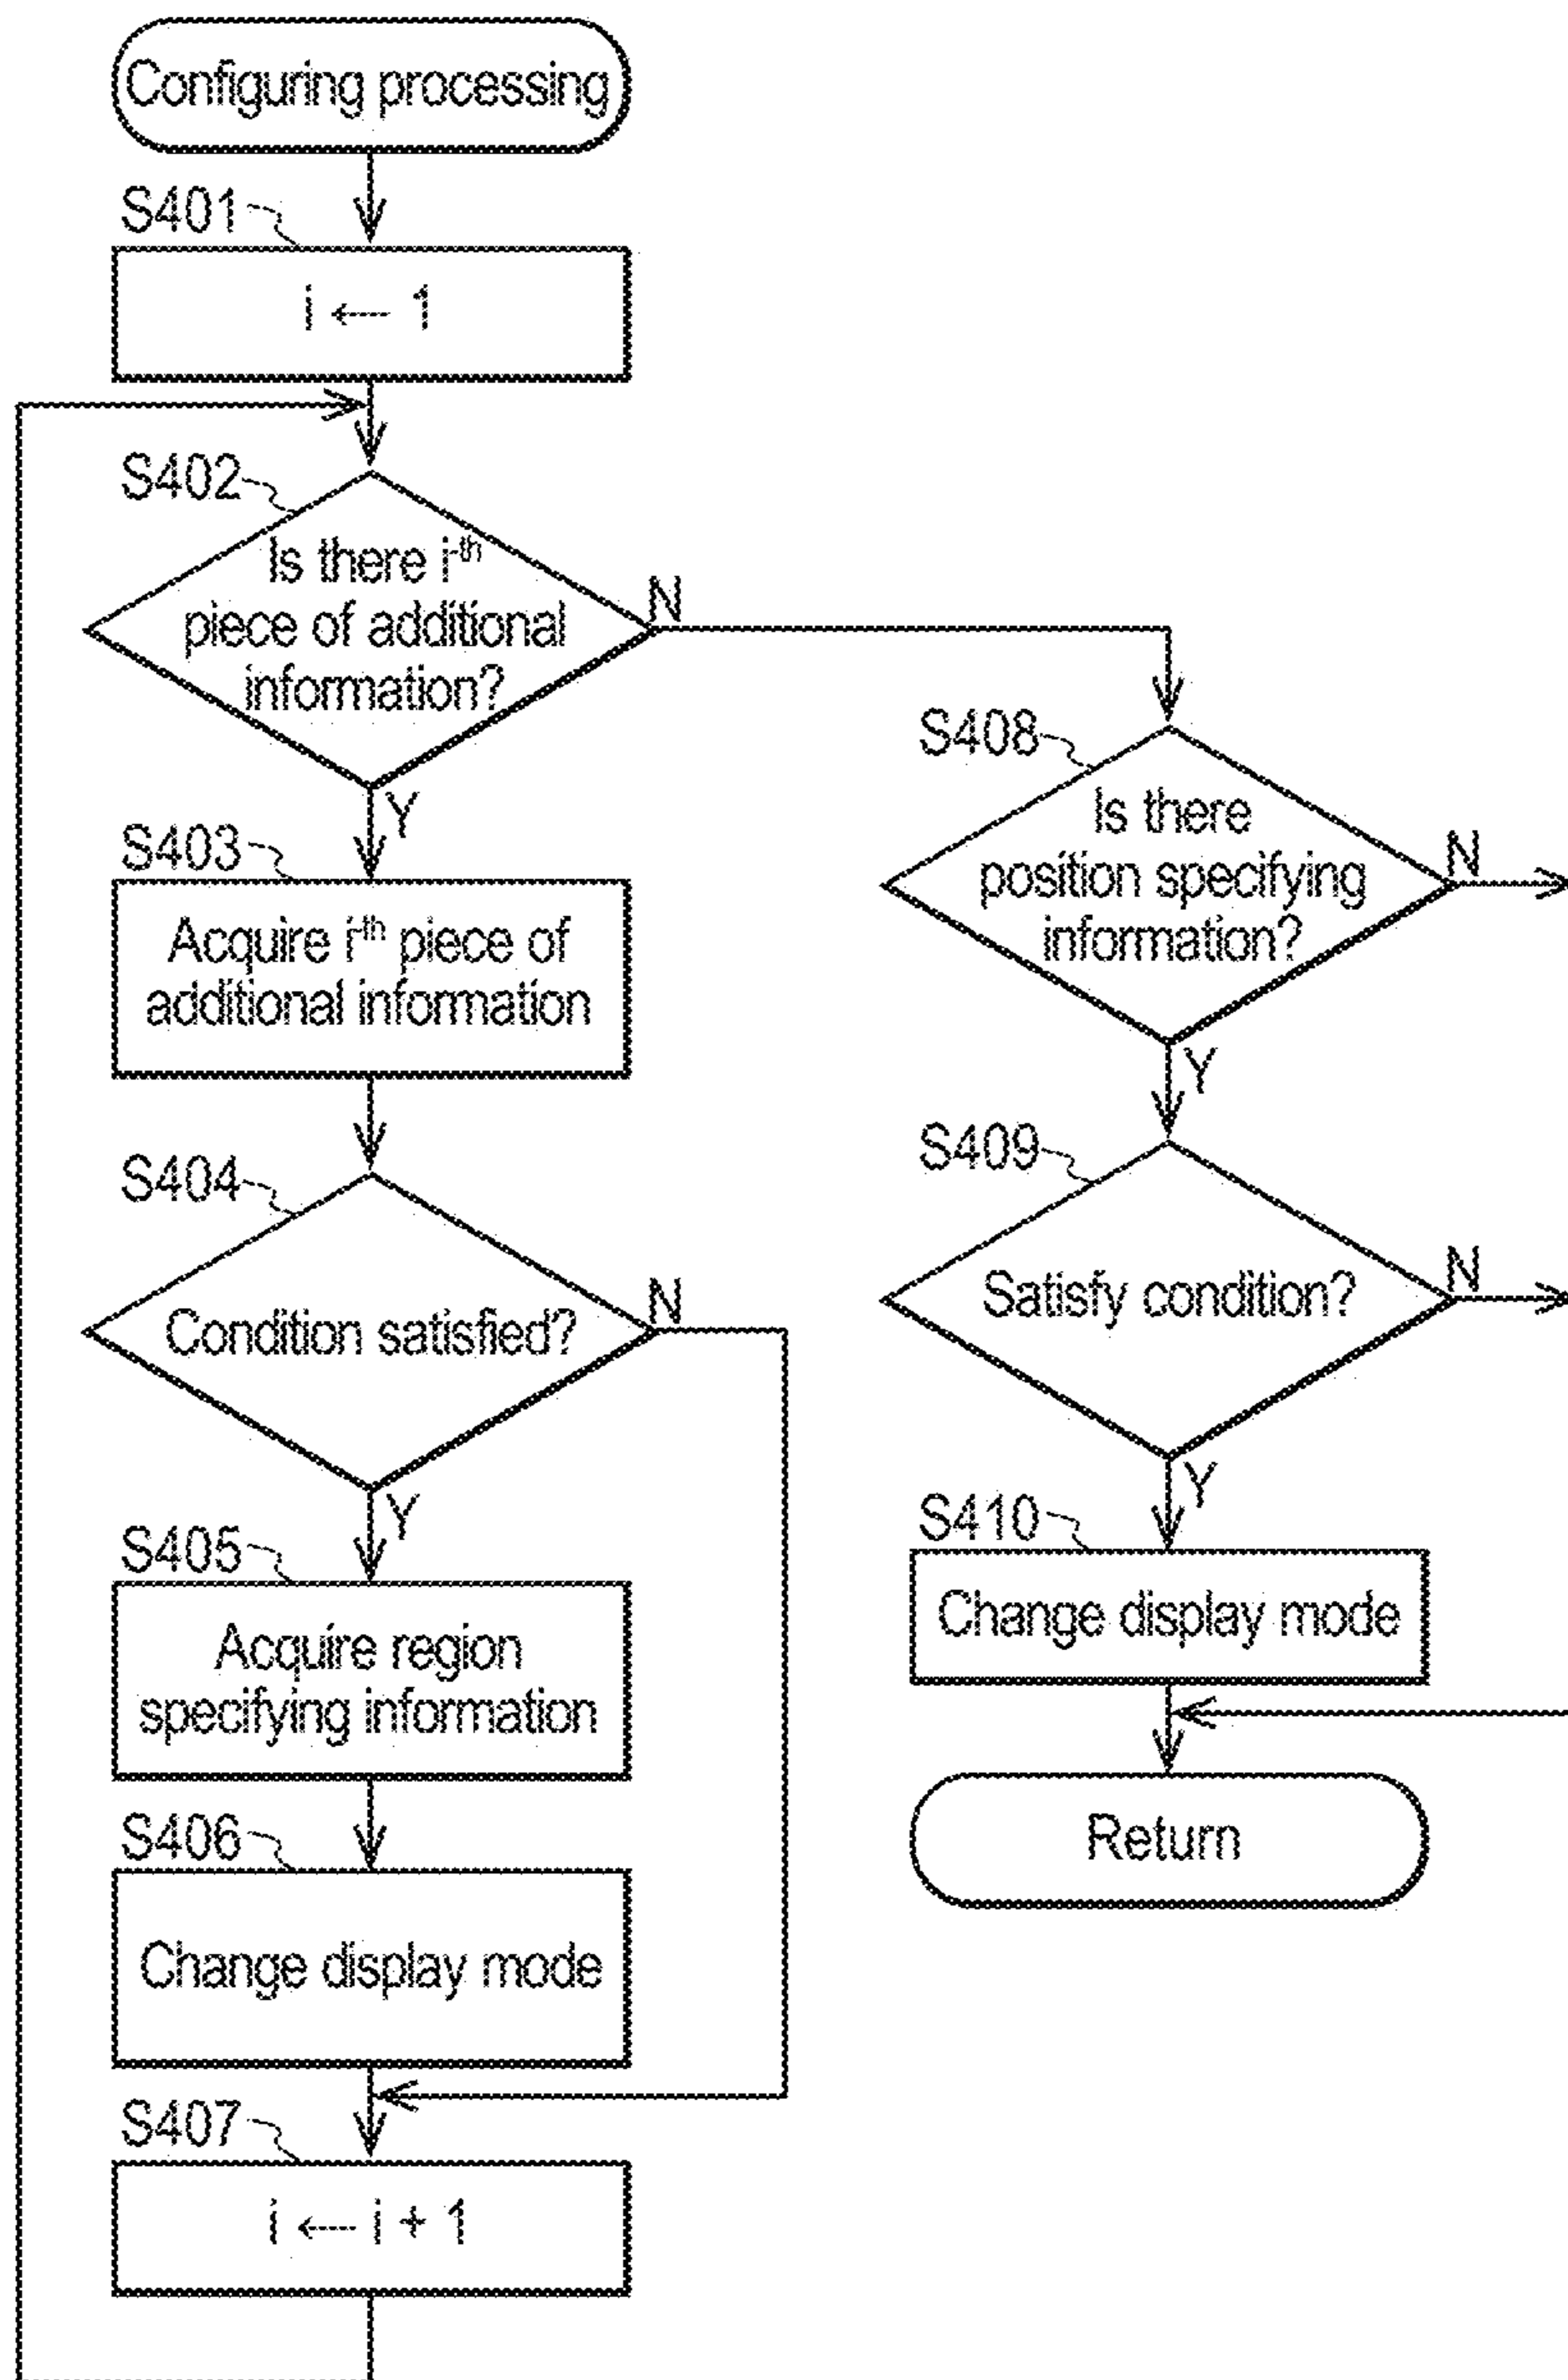 Configuring processing
S401
i ← 1
S402
Is there i-th
piece of additional
information?
N
Y
S403
Acquire i-th piece of
additional information
S404
Condition satisfied?
N
Y
S405
Acquire region
specifying information
S406
Change display mode
S407
i ← i + 1
S408
Is there
position specifying
information?
N
Y
S409
Satisfy condition?
N
Y
S410
Change display mode
Return